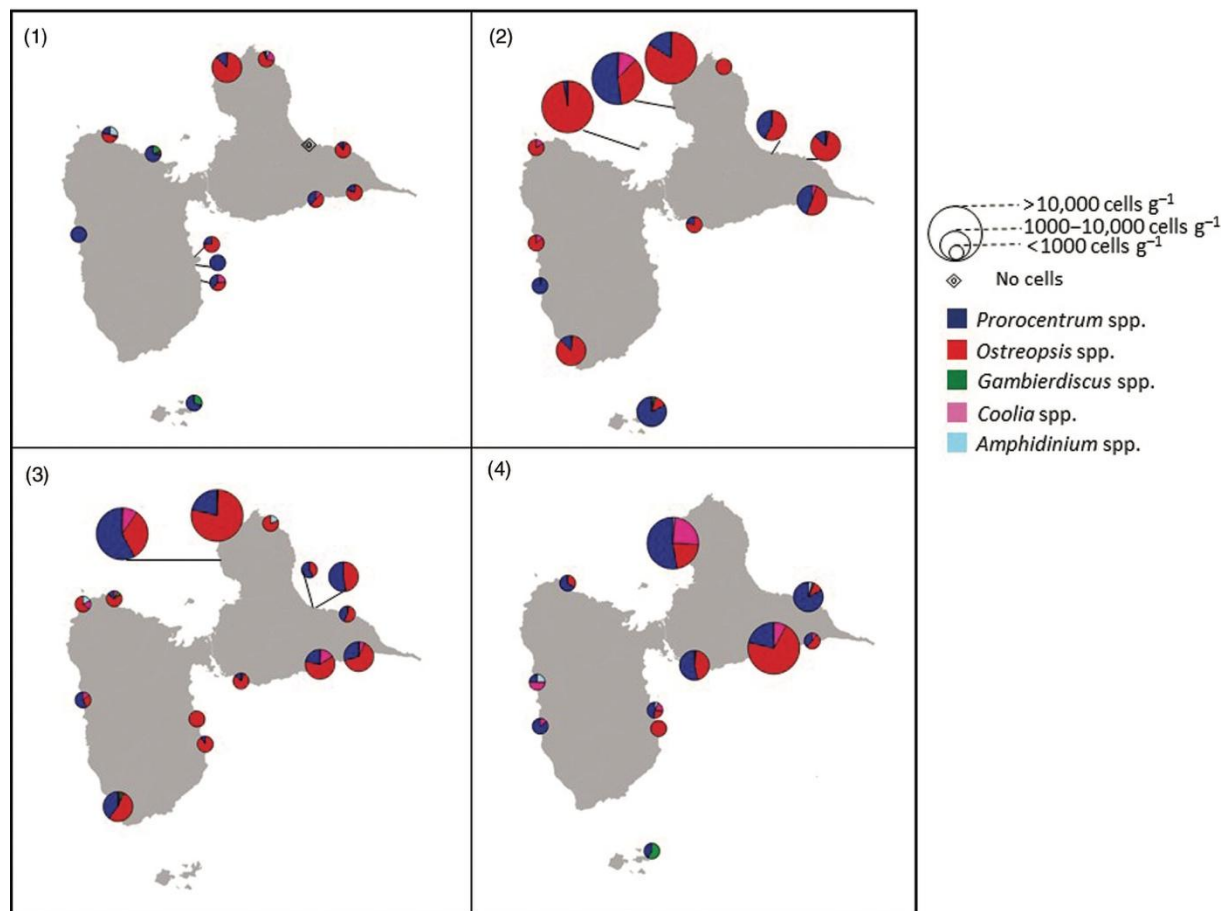 (1)
(2)
(3)
(4)
>10,000 cells g⁻¹
1000–10,000 cells g⁻¹
<1000 cells g⁻¹
No cells
Prorocentrum spp.
Ostreopsis spp.
Gambierdiscus spp.
Coolia spp.
Amphidinium spp.